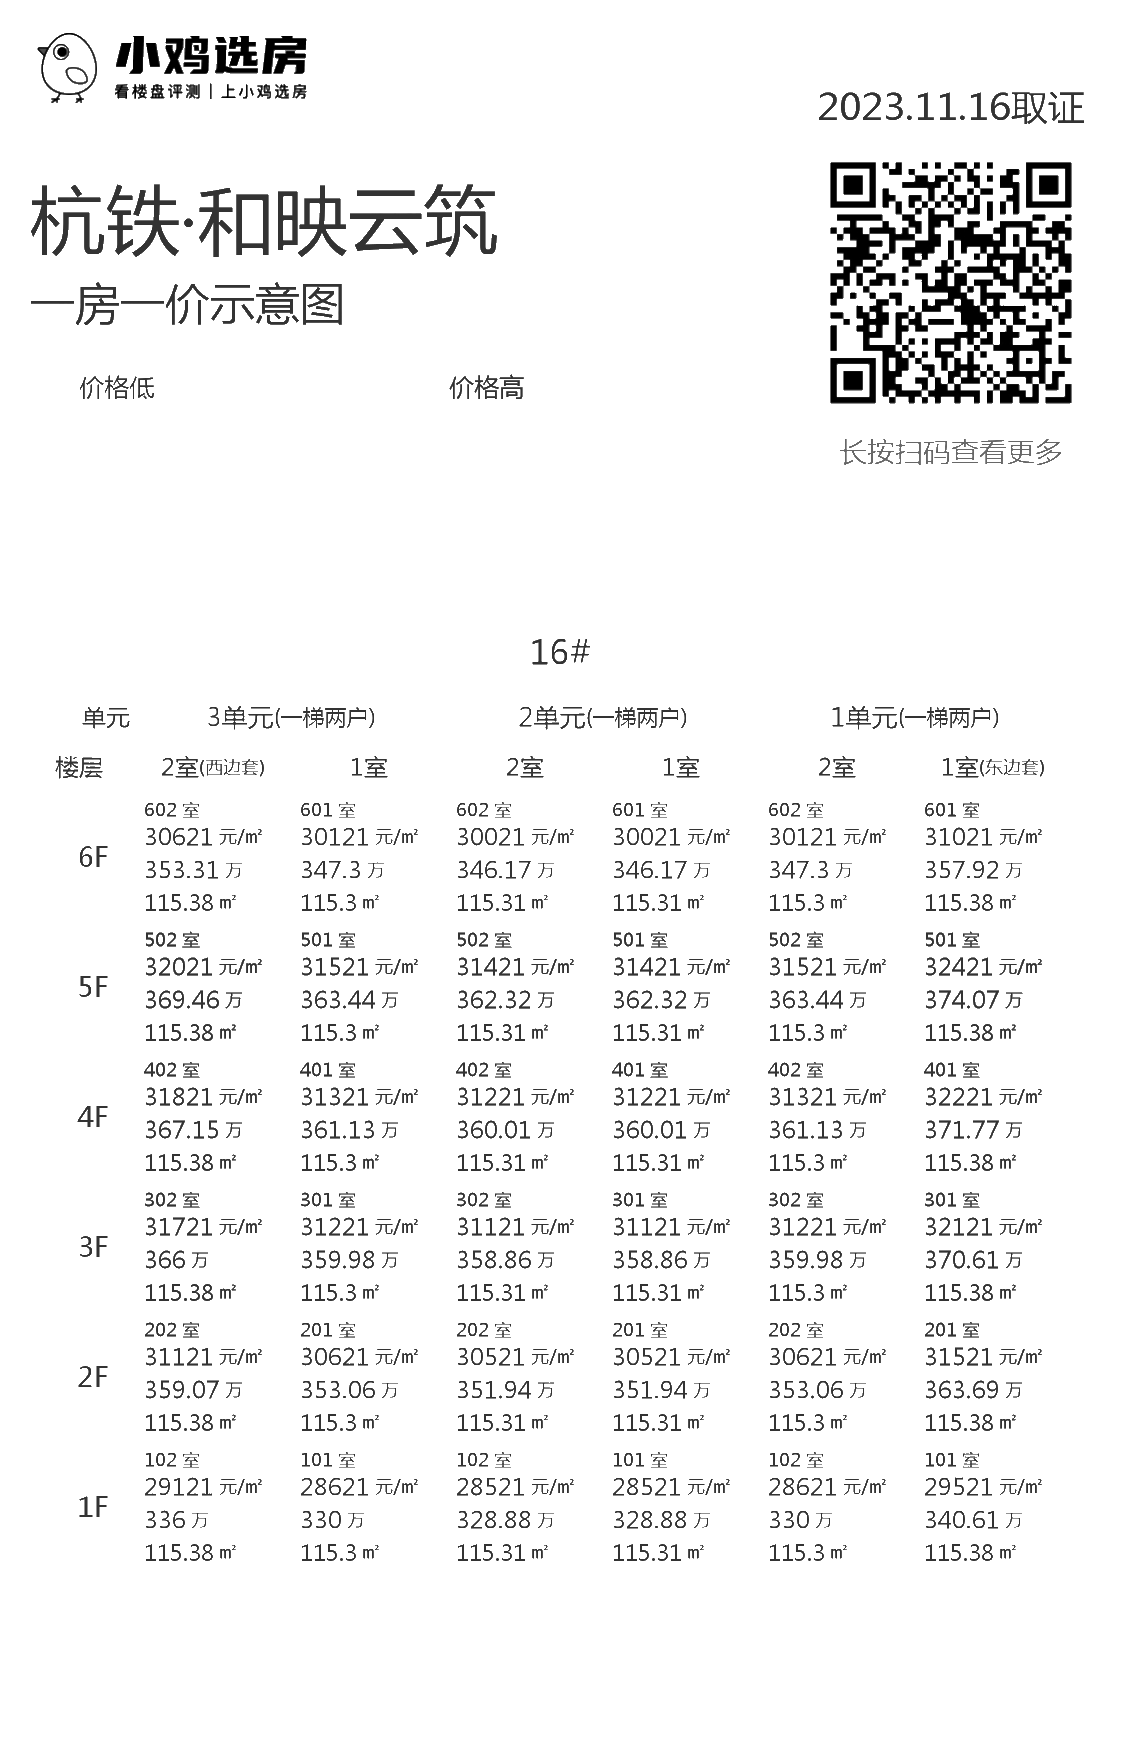 小鸡选房
看楼盘评测｜上小鸡选房
2023.11.16取证
杭铁·和映云筑
一房一价示意图
价格低 价格高
长按扫码查看更多
16#
单元 3单元(一梯两户) 2单元(一梯两户) 1单元(一梯两户)
楼层 2室(西边套) 1室 2室 1室 2室 1室(东边套)
602 室 601 室 602 室 601 室 602 室 601 室
30621 元/㎡ 30121 元/㎡ 30021 元/㎡ 30021 元/㎡ 30121 元/㎡ 31021 元/㎡
6F
353.31 万 347.3 万 346.17 万 346.17 万 347.3 万 357.92 万
115.38 ㎡ 115.3 ㎡ 115.31 ㎡ 115.31 ㎡ 115.3 ㎡ 115.38 ㎡
502 室 501 室 502 室 501 室 502 室 501 室
32021 元/㎡ 31521 元/㎡ 31421 元/㎡ 31421 元/㎡ 31521 元/㎡ 32421 元/㎡
5F
369.46 万 363.44 万 362.32 万 362.32 万 363.44 万 374.07 万
115.38 ㎡ 115.3 ㎡ 115.31 ㎡ 115.31 ㎡ 115.3 ㎡ 115.38 ㎡
402 室 401 室 402 室 401 室 402 室 401 室
31821 元/㎡ 31321 元/㎡ 31221 元/㎡ 31221 元/㎡ 31321 元/㎡ 32221 元/㎡
4F
367.15 万 361.13 万 360.01 万 360.01 万 361.13 万 371.77 万
115.38 ㎡ 115.3 ㎡ 115.31 ㎡ 115.31 ㎡ 115.3 ㎡ 115.38 ㎡
302 室 301 室 302 室 301 室 302 室 301 室
31721 元/㎡ 31221 元/㎡ 31121 元/㎡ 31121 元/㎡ 31221 元/㎡ 32121 元/㎡
3F
366 万 359.98 万 358.86 万 358.86 万 359.98 万 370.61 万
115.38 ㎡ 115.3 ㎡ 115.31 ㎡ 115.31 ㎡ 115.3 ㎡ 115.38 ㎡
202 室 201 室 202 室 201 室 202 室 201 室
31121 元/㎡ 30621 元/㎡ 30521 元/㎡ 30521 元/㎡ 30621 元/㎡ 31521 元/㎡
2F
359.07 万 353.06 万 351.94 万 351.94 万 353.06 万 363.69 万
115.38 ㎡ 115.3 ㎡ 115.31 ㎡ 115.31 ㎡ 115.3 ㎡ 115.38 ㎡
102 室 101 室 102 室 101 室 102 室 101 室
29121 元/㎡ 28621 元/㎡ 28521 元/㎡ 28521 元/㎡ 28621 元/㎡ 29521 元/㎡
1F
336 万 330 万 328.88 万 328.88 万 330 万 340.61 万
115.38 ㎡ 115.3 ㎡ 115.31 ㎡ 115.31 ㎡ 115.3 ㎡ 115.38 ㎡